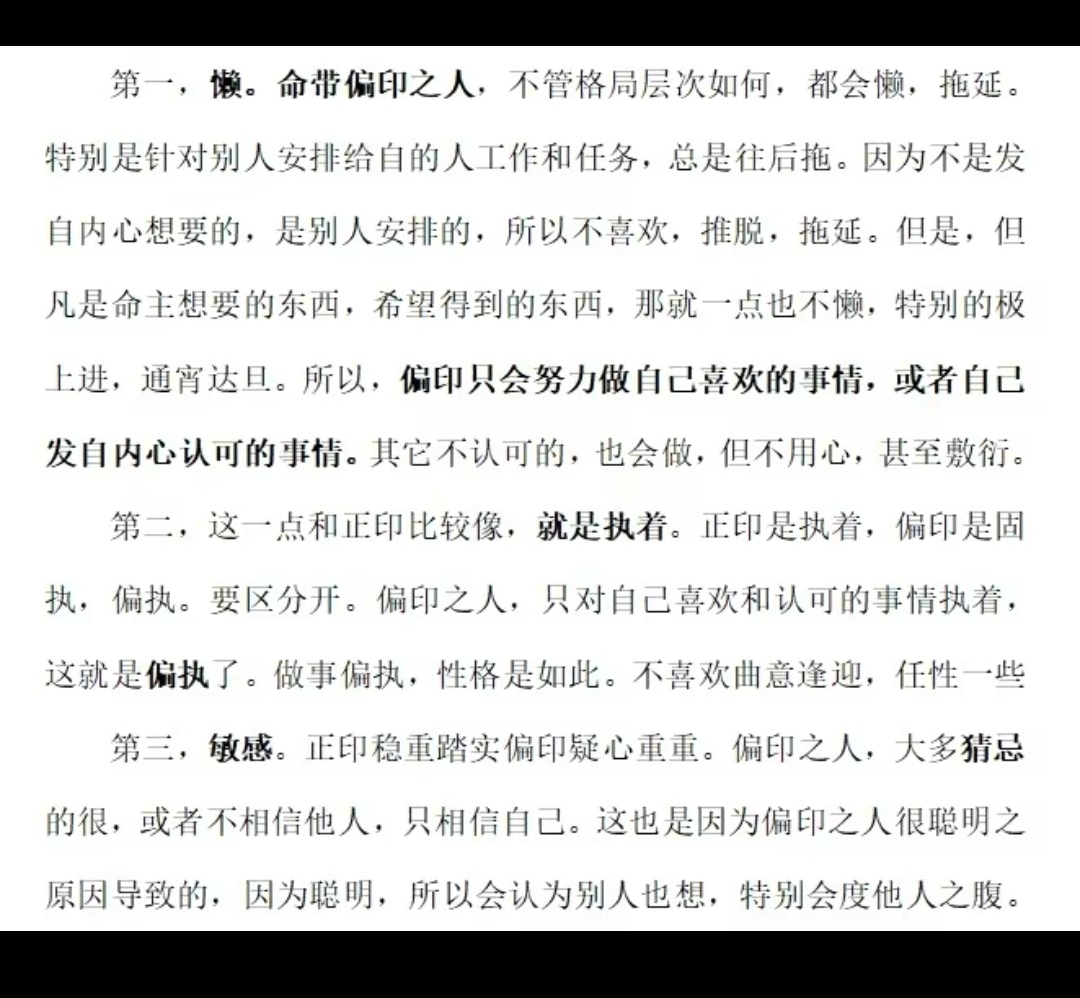 第一，懒。命带偏印之人，不管格局层次如何，都会懒，拖延。
特别是针对别人安排给自的人工作和任务，总是往后拖。因为不是发
自内心想要的，是别人安排的，所以不喜欢，推脱，拖延。但是，但
凡是命主想要的东西，希望得到的东西，那就一点也不懒，特别的极
上进，通宵达旦。所以，偏印只会努力做自己喜欢的事情，或者自己
发自内心认可的事情。其它不认可的，也会做，但不用心，甚至敷衍。
第二，这一点和正印比较像，就是执着。正印是执着，偏印是固
执，偏执。要区分开。偏印之人，只对自己喜欢和认可的事情执着，
这就是偏执了。做事偏执，性格是如此。不喜欢曲意逢迎，任性一些
第三，敏感。正印稳重踏实偏印疑心重重。偏印之人，大多猜忌
的很，或者不相信他人，只相信自己。这也是因为偏印之人很聪明之
原因导致的，因为聪明，所以会认为别人也想，特别会度他人之腹。